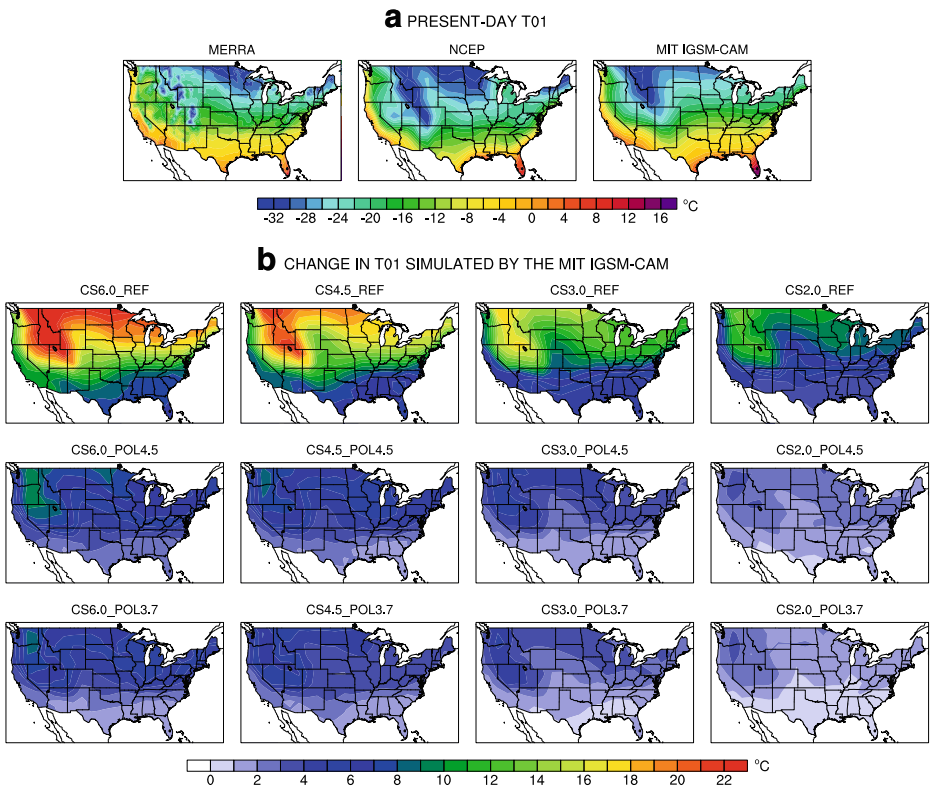 a PRESENT-DAY T01
MERRA NCEP MIT IGSM-CAM
-32 -28 -24 -20 -16 -12 -8 -4 0 4 8 12 16 °C
b CHANGE IN T01 SIMULATED BY THE MIT IGSM-CAM
CS6.0_REF CS4.5_REF CS3.0_REF CS2.0_REF
CS6.0_POL4.5 CS4.5_POL4.5 CS3.0_POL4.5 CS2.0_POL4.5
CS6.0_POL3.7 CS4.5_POL3.7 CS3.0_POL3.7 CS2.0_POL3.7
0 2 4 6 8 10 12 14 16 18 20 22 °C